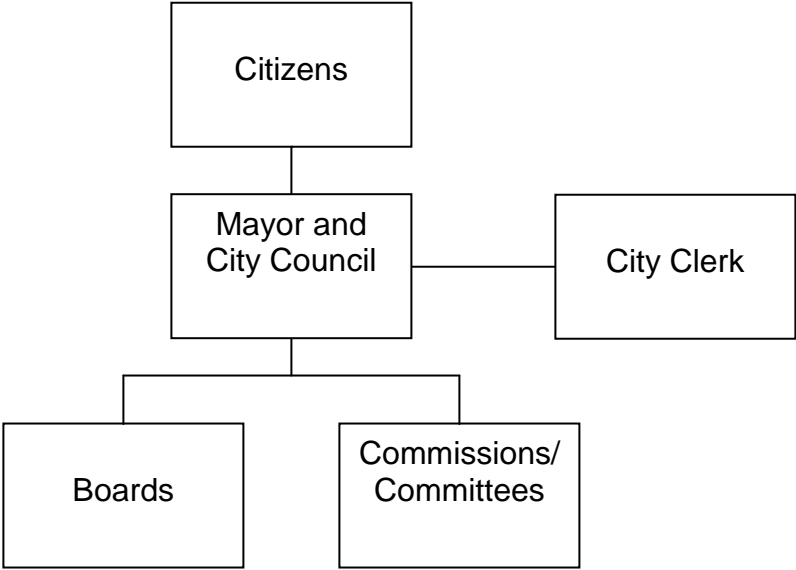 Citizens
Mayor and
City Council
City Clerk
Boards
Commissions/
Committees